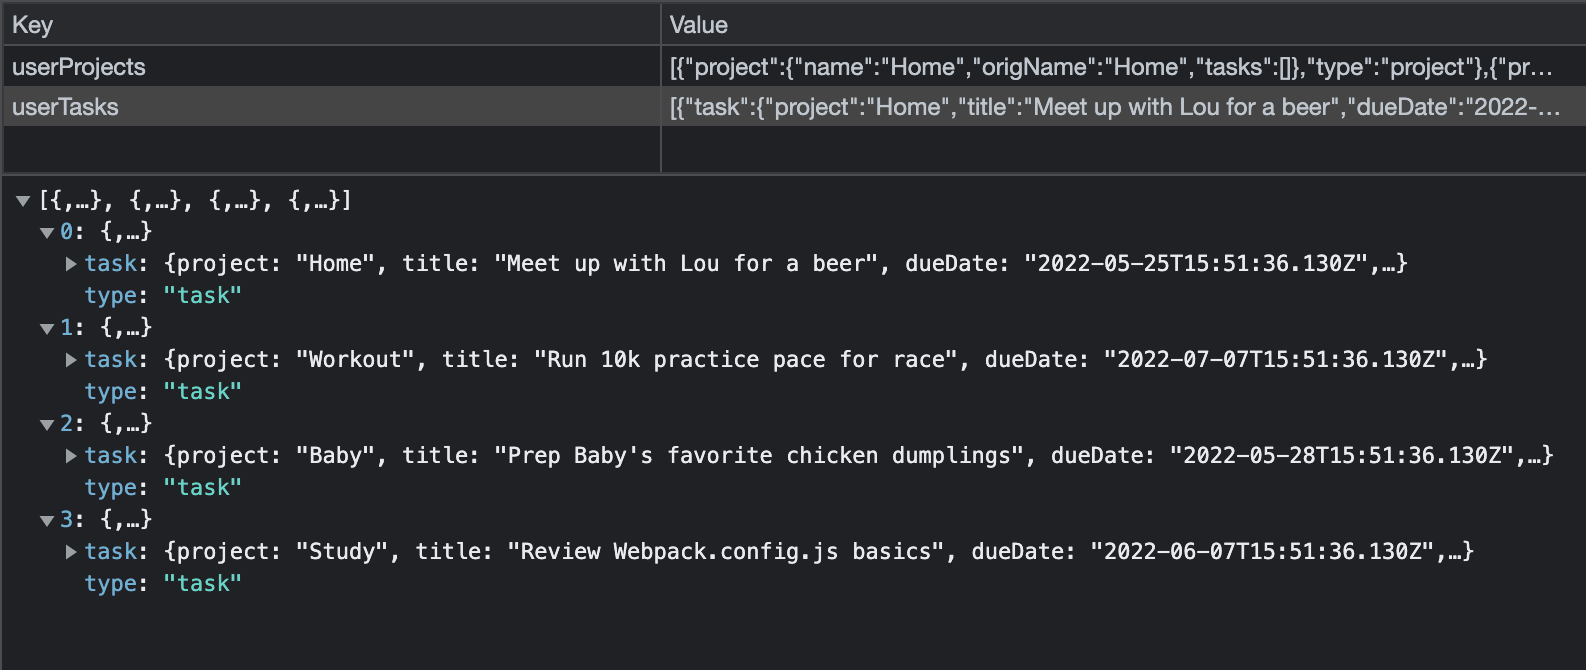 Key Value
userProjects [{"project":{"name":"Home","origName":"Home","tasks":[]},"type":"project"},{"pr…
userTasks [{"task":{"project":"Home","title":"Meet up with Lou for a beer","dueDate":"2022-…
[{,…}, {,…}, {,…}, {,…}]
0: {,…}
task: {project: "Home", title: "Meet up with Lou for a beer", dueDate: "2022-05-25T15:51:36.130Z",…}
type: "task"
1: {,…}
task: {project: "Workout", title: "Run 10k practice pace for race", dueDate: "2022-07-07T15:51:36.130Z",…}
type: "task"
2: {,…}
task: {project: "Baby", title: "Prep Baby's favorite chicken dumplings", dueDate: "2022-05-28T15:51:36.130Z",…}
type: "task"
3: {,…}
task: {project: "Study", title: "Review Webpack.config.js basics", dueDate: "2022-06-07T15:51:36.130Z",…}
type: "task"